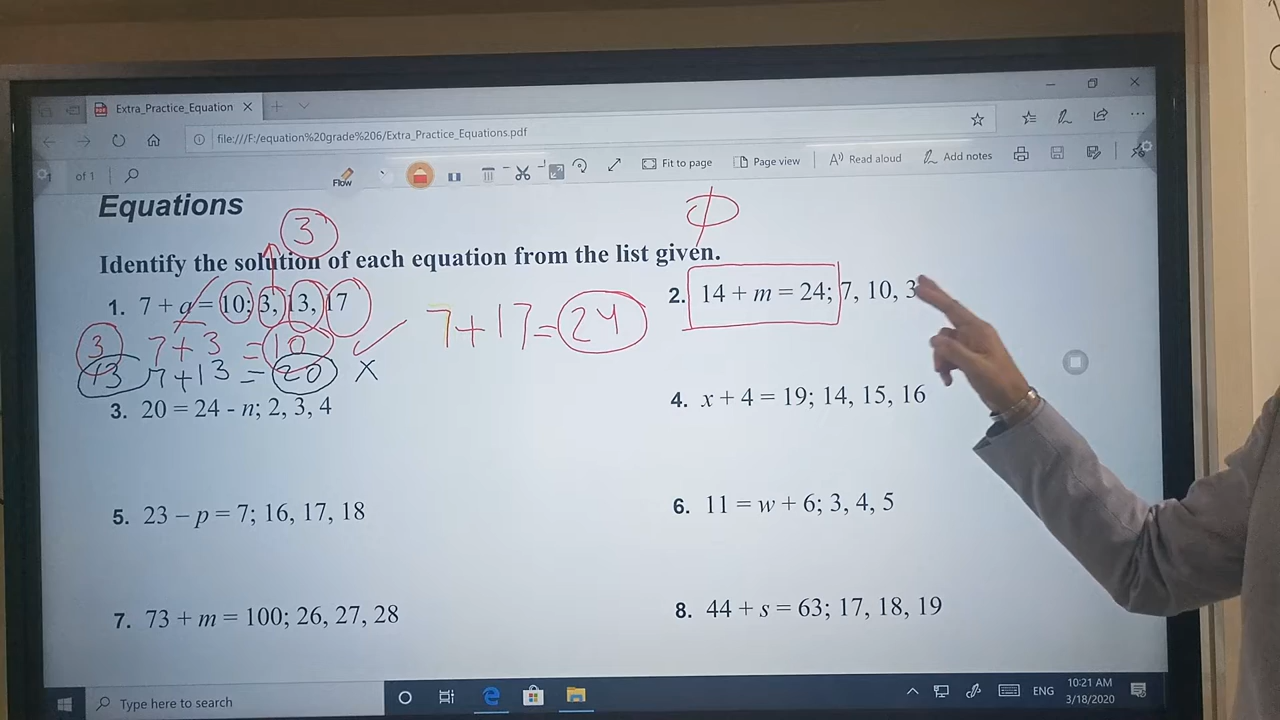 Extra_Practice_Equation
file:///F:/equation%20grade%206/Extra_Practice_Equations.pdf
of 1
Flow
Fit to page
Page view
Read aloud
Add notes
Equations
3
Identify the solution of each equation from the list given.
1. 7 + a = 10; 3, 13, 17
7+17=24
2. 14 + m = 24; 7, 10, 3
3 7+3 = 10
13 7+13 = 20 X
3. 20 = 24 - n; 2, 3, 4
4. x + 4 = 19; 14, 15, 16
5. 23 – p = 7; 16, 17, 18
6. 11 = w + 6; 3, 4, 5
7. 73 + m = 100; 26, 27, 28
8. 44 + s = 63; 17, 18, 19
Type here to search
ENG
10:21 AM
3/18/2020